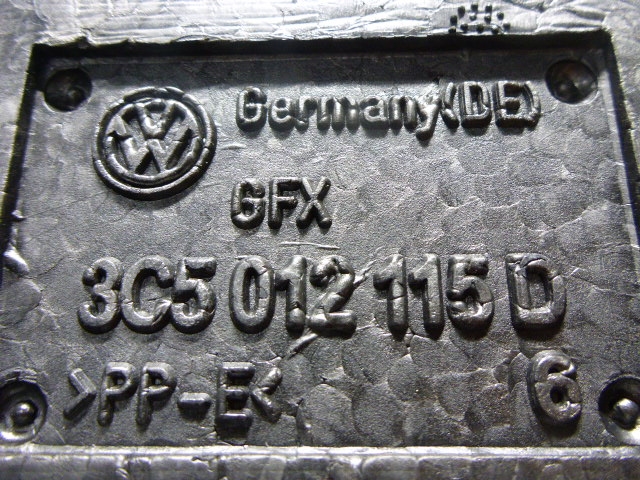 Germany(DE)
GFX
3C5 012 115 D
>PP-E< 6